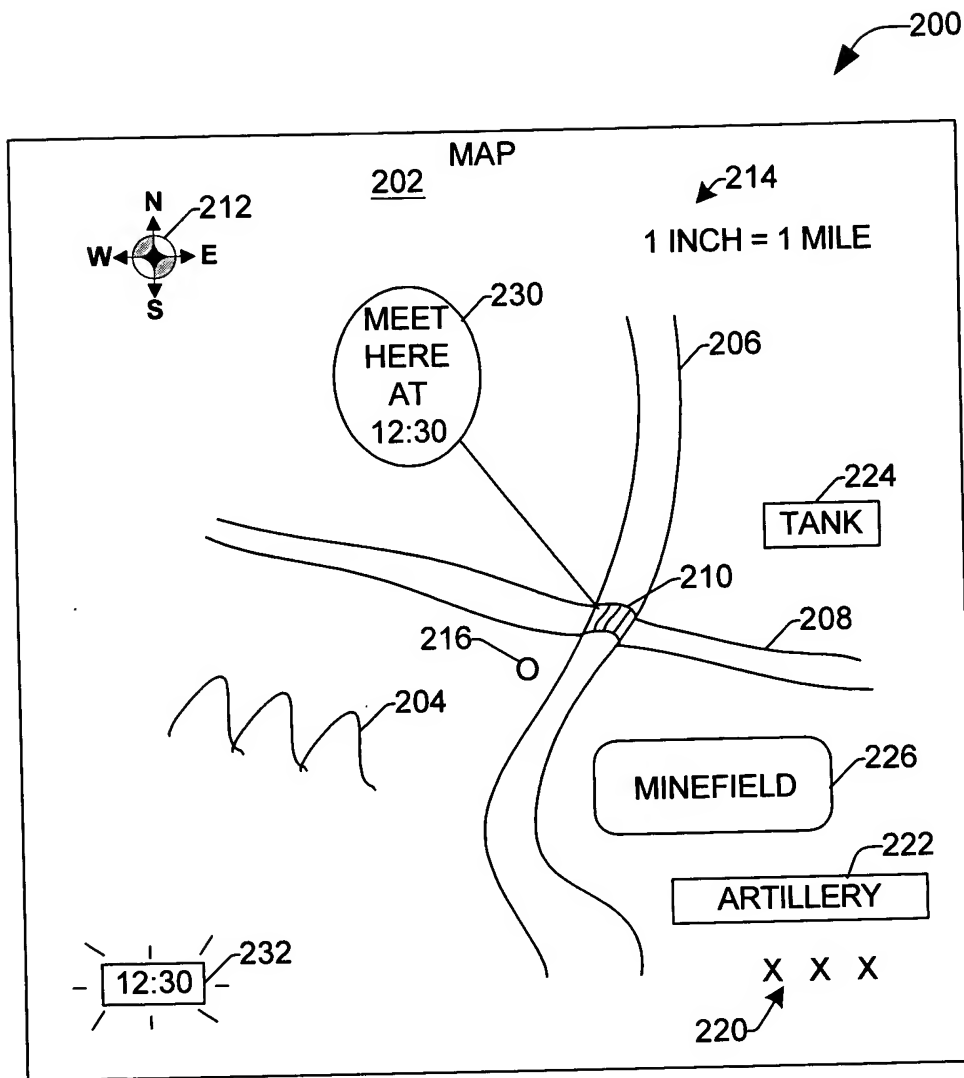 200
MAP
202
214
1 INCH = 1 MILE
N
212
W E
S
230
MEET
HERE
AT
12:30
206
224
TANK
210
208
216
204
226
MINEFIELD
222
ARTILLERY
232
12:30
X X X
220